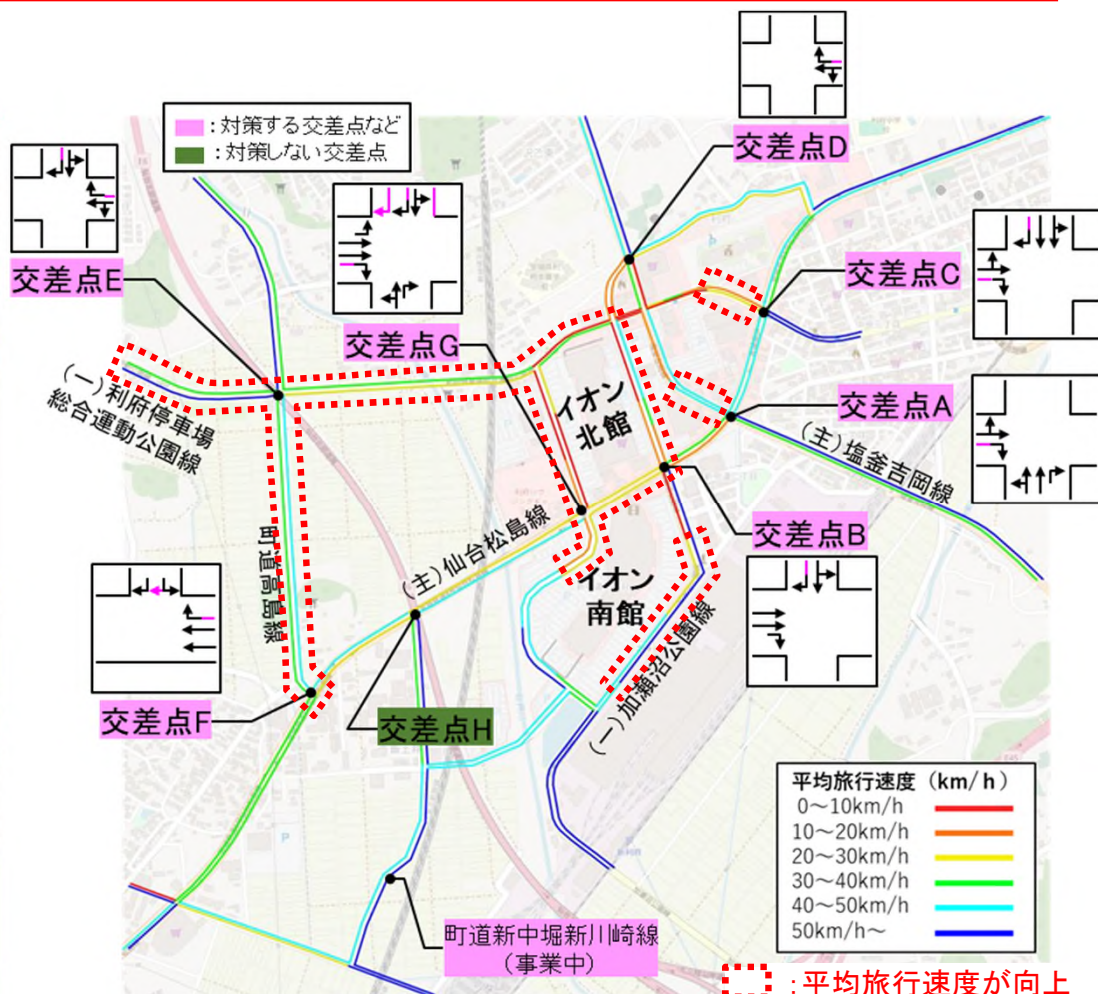 ：対策する交差点など
：対策しない交差点
交差点D
交差点E
交差点C
交差点G
(一)利府停車場
総合運動公園線
イオン
北館
交差点A
(主)塩釜吉岡線
町道高島線
(主)仙台松島線
交差点B
イオン
南館
(一)加瀬沼公園線
交差点F
交差点H
平均旅行速度（km/h）
0～10km/h
10～20km/h
20～30km/h
30～40km/h
40～50km/h
50km/h～
町道新中堀新川崎線
(事業中)
：平均旅行速度が向上